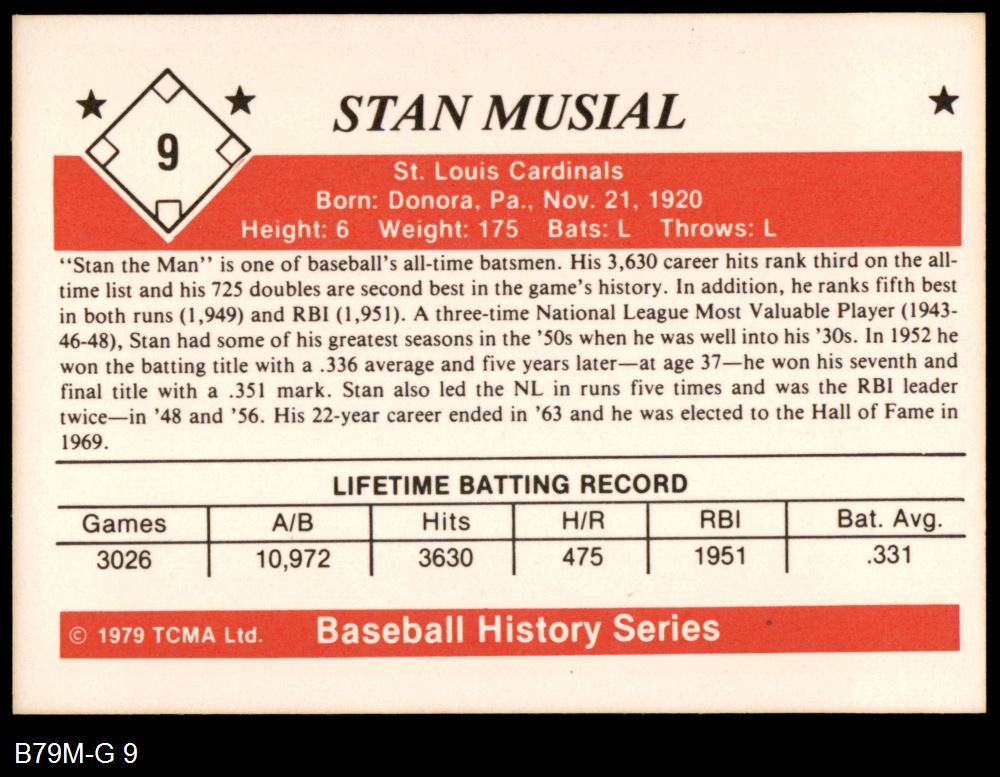 9
STAN MUSIAL
St. Louis Cardinals
Born: Donora, Pa., Nov. 21, 1920
Height: 6 Weight: 175 Bats: L Throws: L
“Stan the Man” is one of baseball’s all-time batsmen. His 3,630 career hits rank third on the all-
time list and his 725 doubles are second best in the game’s history. In addition, he ranks fifth best
in both runs (1,949) and RBI (1,951). A three-time National League Most Valuable Player (1943-
46-48), Stan had some of his greatest seasons in the ’50s when he was well into his ’30s. In 1952 he
won the batting title with a .336 average and five years later—at age 37—he won his seventh and
final title with a .351 mark. Stan also led the NL in runs five times and was the RBI leader
twice—in ’48 and ’56. His 22-year career ended in ’63 and he was elected to the Hall of Fame in
1969.
LIFETIME BATTING RECORD
Games A/B Hits H/R RBI Bat. Avg.
3026 10,972 3630 475 1951 .331
© 1979 TCMA Ltd. Baseball History Series
B79M-G 9